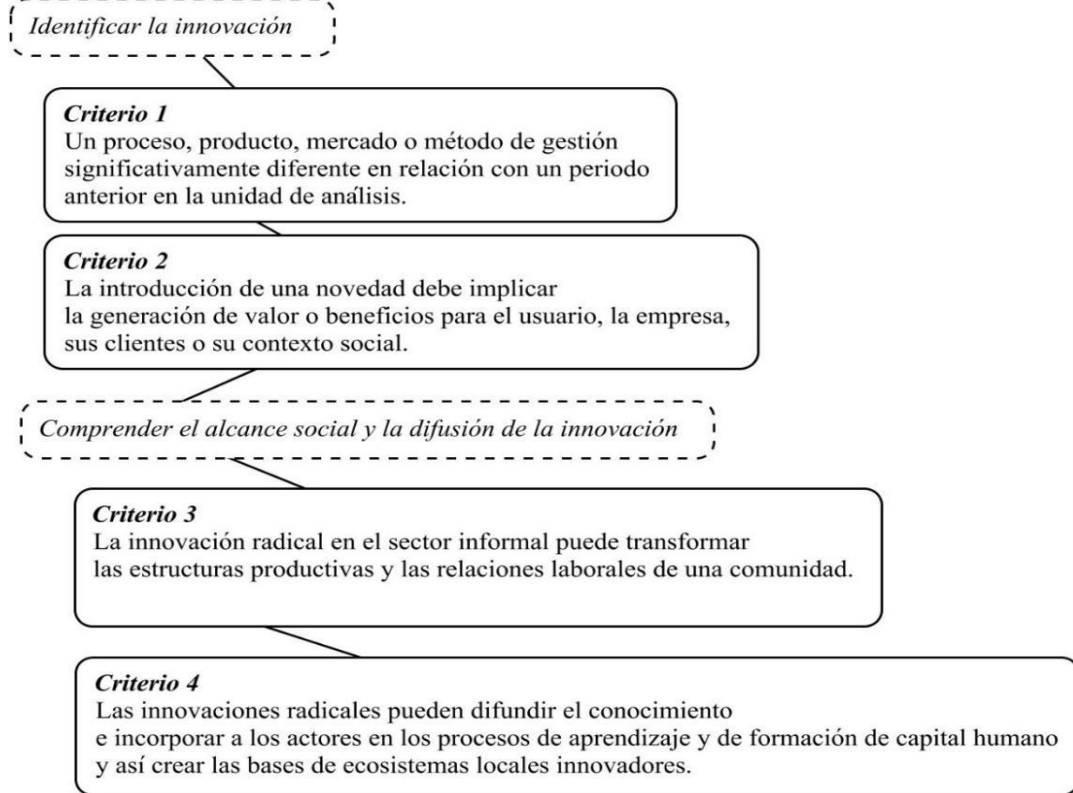 Identificar la innovación
Criterio 1
Un proceso, producto, mercado o método de gestión
significativamente diferente en relación con un periodo
anterior en la unidad de análisis.
Criterio 2
La introducción de una novedad debe implicar
la generación de valor o beneficios para el usuario, la empresa,
sus clientes o su contexto social.
Comprender el alcance social y la difusión de la innovación
Criterio 3
La innovación radical en el sector informal puede transformar
las estructuras productivas y las relaciones laborales de una comunidad.
Criterio 4
Las innovaciones radicales pueden difundir el conocimiento
e incorporar a los actores en los procesos de aprendizaje y de formación de capital humano
y así crear las bases de ecosistemas locales innovadores.